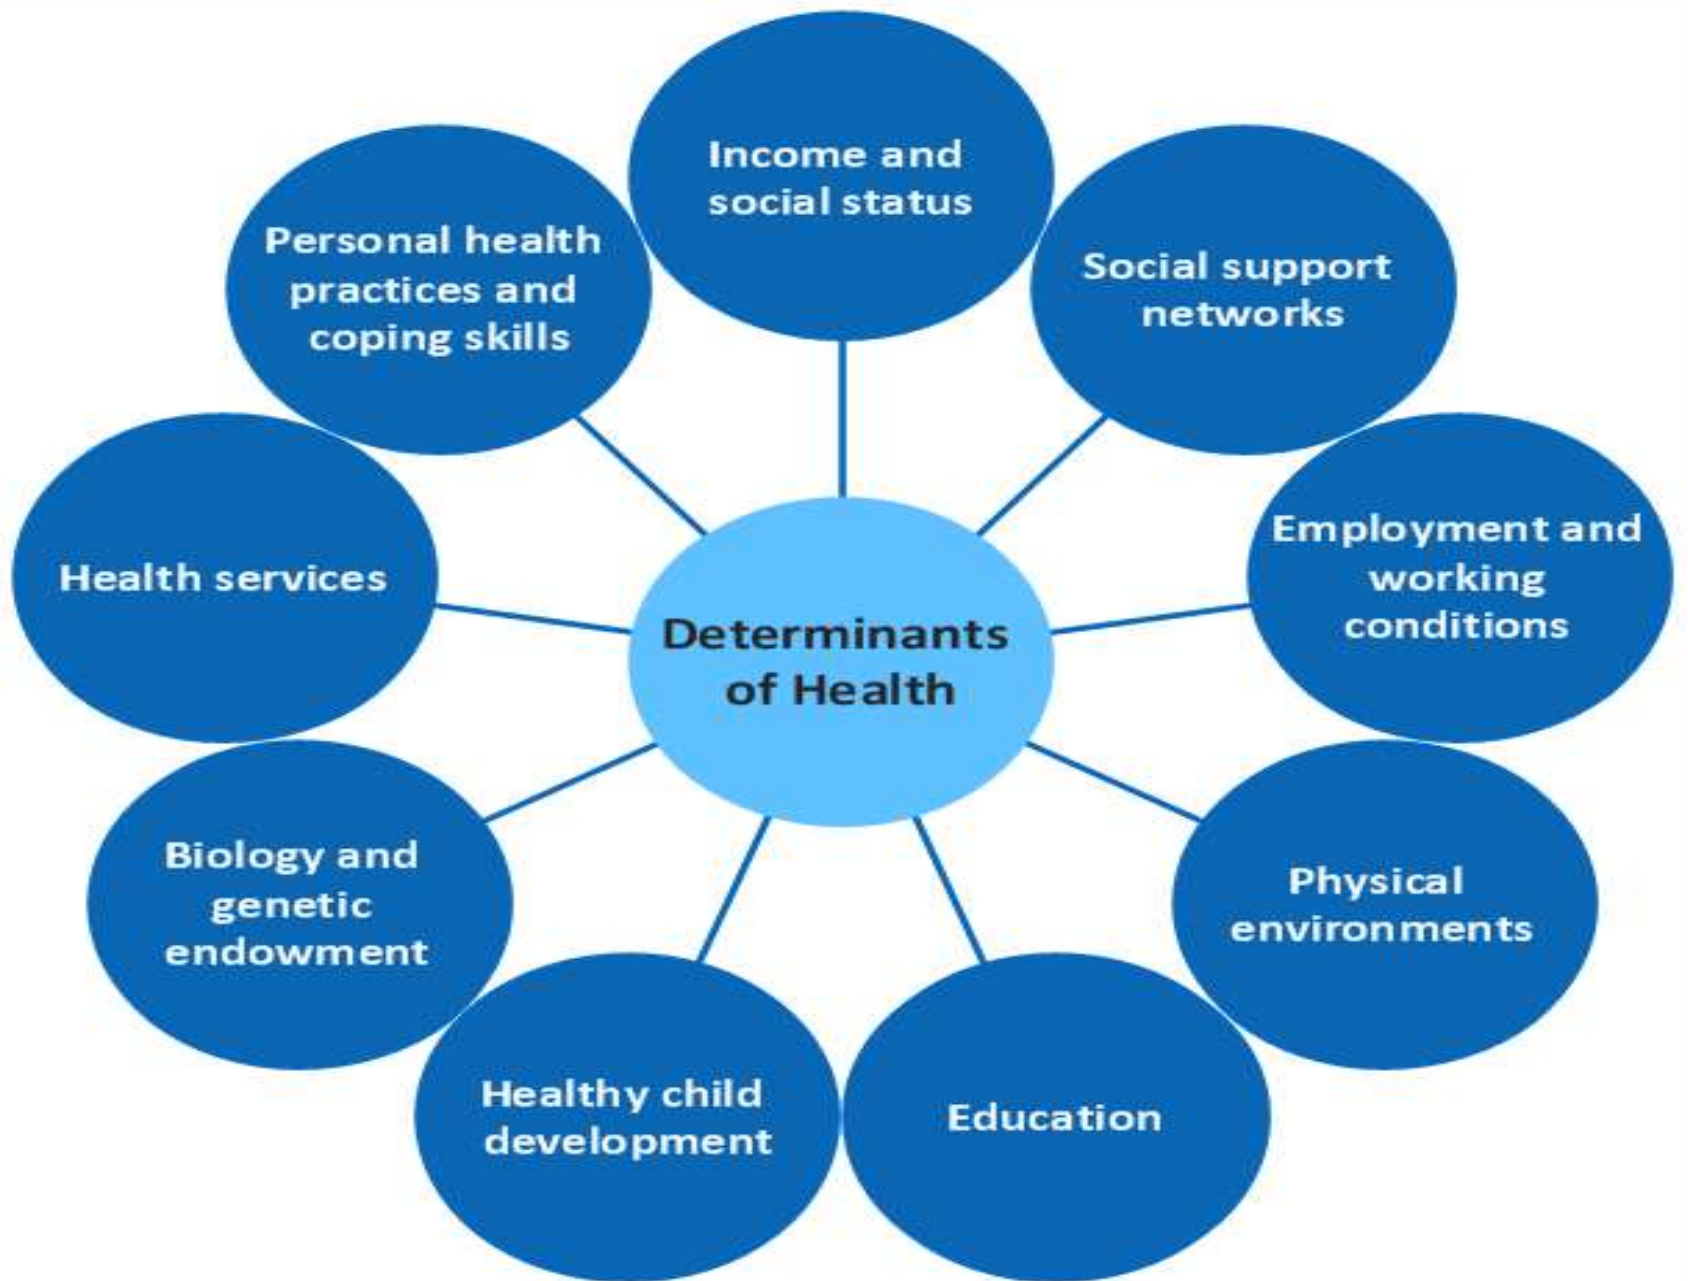 Income and
social status
Social support
networks
Employment and
working
conditions
Physical
environments
Education
Healthy child
development
Biology and
genetic
endowment
Health services
Personal health
practices and
coping skills
Determinants
of Health